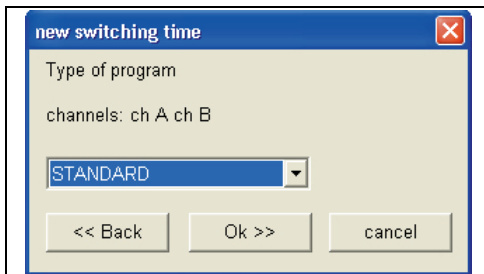 new switching time
Type of program
channels: ch A ch B
STANDARD
<< Back Ok >> cancel